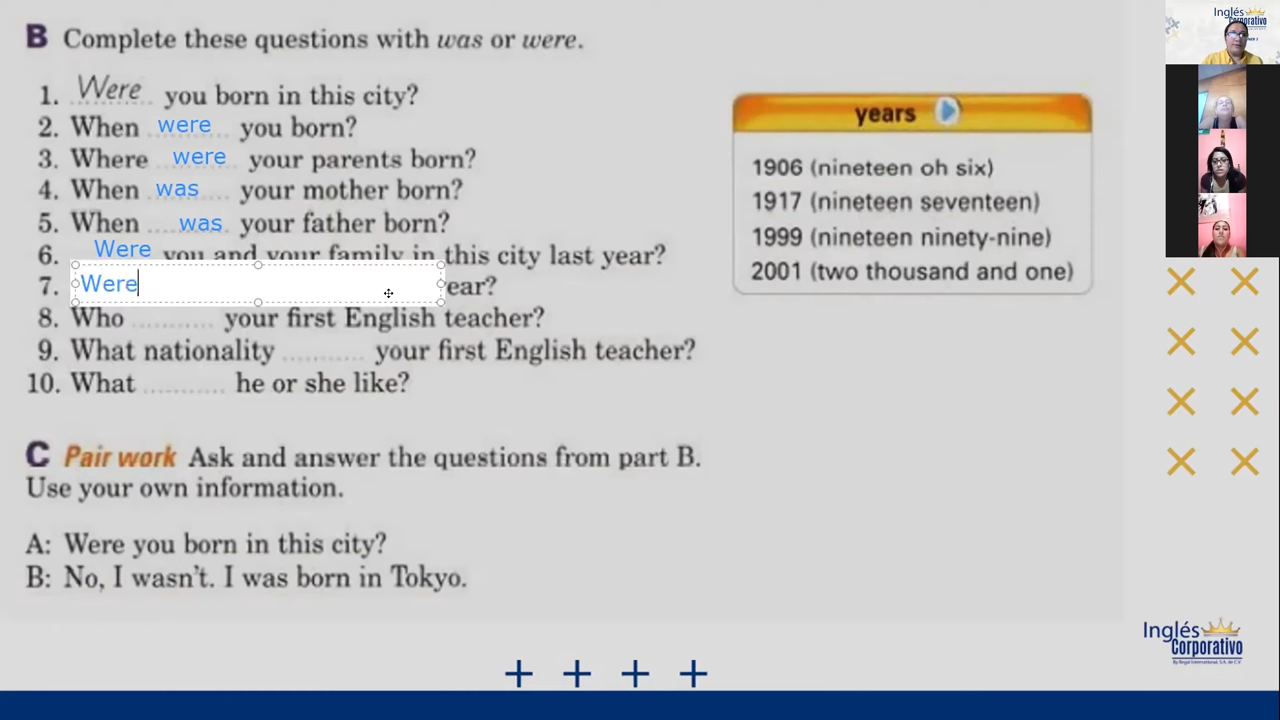 B Complete these questions with was or were.
1. Were you born in this city?
2. When were you born?
3. Where were your parents born?
4. When was your mother born?
5. When was your father born?
6. Were you and your family in this city last year?
7. Were ear?
8. Who .......... your first English teacher?
9. What nationality .......... your first English teacher?
10. What .......... he or she like?
years
1906 (nineteen oh six)
1917 (nineteen seventeen)
1999 (nineteen ninety-nine)
2001 (two thousand and one)
C Pair work Ask and answer the questions from part B.
Use your own information.
A: Were you born in this city?
B: No, I wasn't. I was born in Tokyo.
Inglés
Corporativo
Inglés
Corporativo
By Regal International, S.A. de C.V.